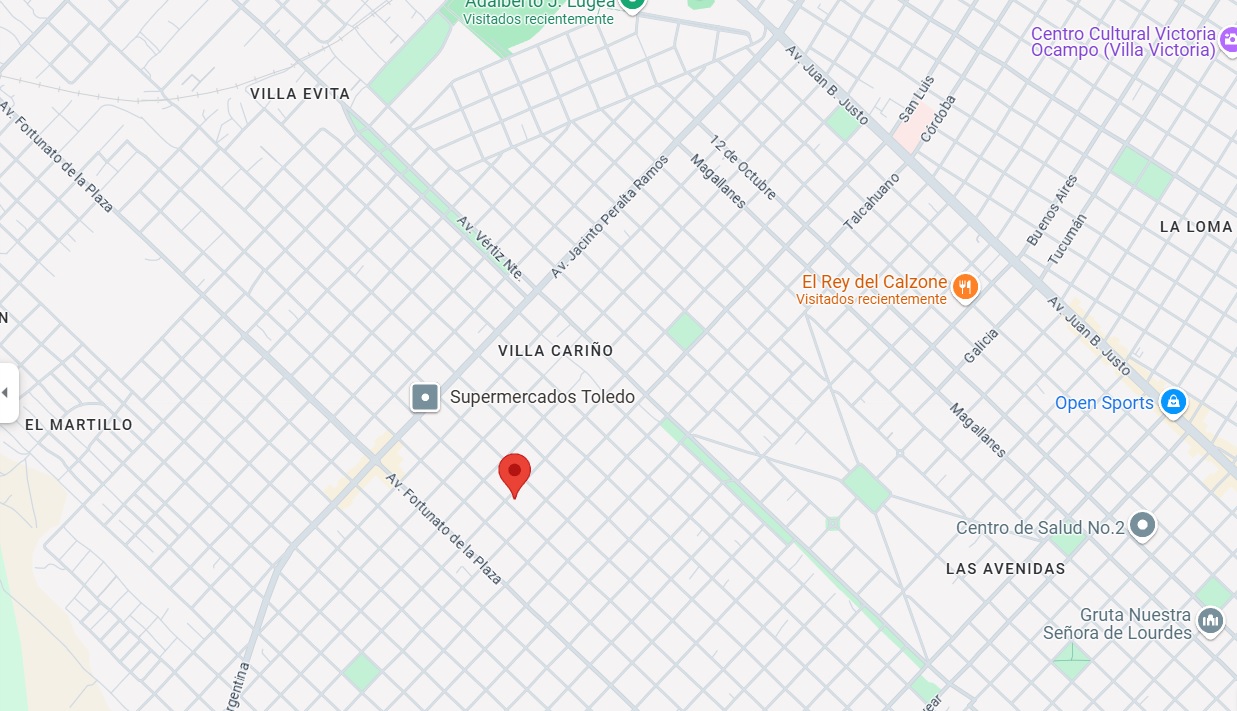 Adalberto J. Lugea
Visitados recientemente
Centro Cultural Victoria
Ocampo (Villa Victoria)
Av. Juan B. Justo
VILLA EVITA
San Luis
Córdoba
Av. Fortunato de la Plaza
12 de Octubre
Magallanes
Talcahuano
Av. Jacinto Peralta Ramos
Buenos Aires
Tucumán
LA LOMA
Av. Vértiz Nte.
El Rey del Calzone
Visitados recientemente
N
Av. Juan B. Justo
VILLA CARIÑO
Galicia
Supermercados Toledo
Open Sports
EL MARTILLO
Magallanes
Av. Fortunato de la Plaza
Centro de Salud No.2
LAS AVENIDAS
Gruta Nuestra
Señora de Lourdes
rgentina
ear